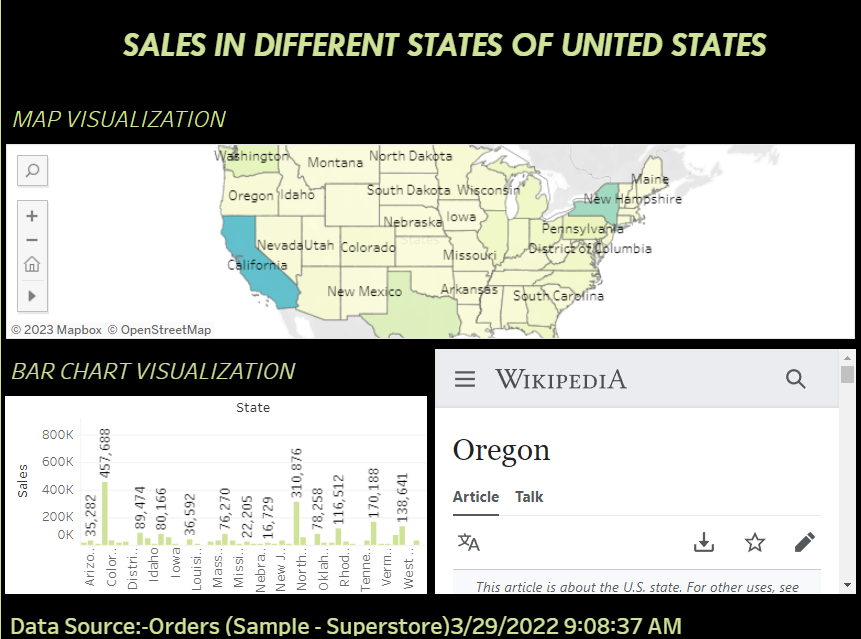 SALES IN DIFFERENT STATES OF UNITED STATES
MAP VISUALIZATION
Washington
Montana
North Dakota
Maine
Oregon
Idaho
South Dakota
Wisconsin
New Hampshire
Nebraska
Iowa
Pennsylvania
Nevada
Utah
Colorado
States
District of Columbia
California
Missouri
New Mexico
Arkansas
South Carolina
© 2023 Mapbox © OpenStreetMap
BAR CHART VISUALIZATION
State
Sales
800K
600K
400K
200K
0K
35,282
457,688
89,474
80,166
36,592
76,270
22,205
16,729
310,876
78,258
116,512
170,188
138,641
Arizo..
Color..
Distri..
Idaho
Iowa
Louisi..
Mass..
Missi..
Nebra..
New J..
North..
Oklah..
Rhod..
Tenne..
Verm..
West ..
WIKIPEDIA
Oregon
Article Talk
This article is about the U.S. state. For other uses, see
Data Source:-Orders (Sample - Superstore)3/29/2022 9:08:37 AM